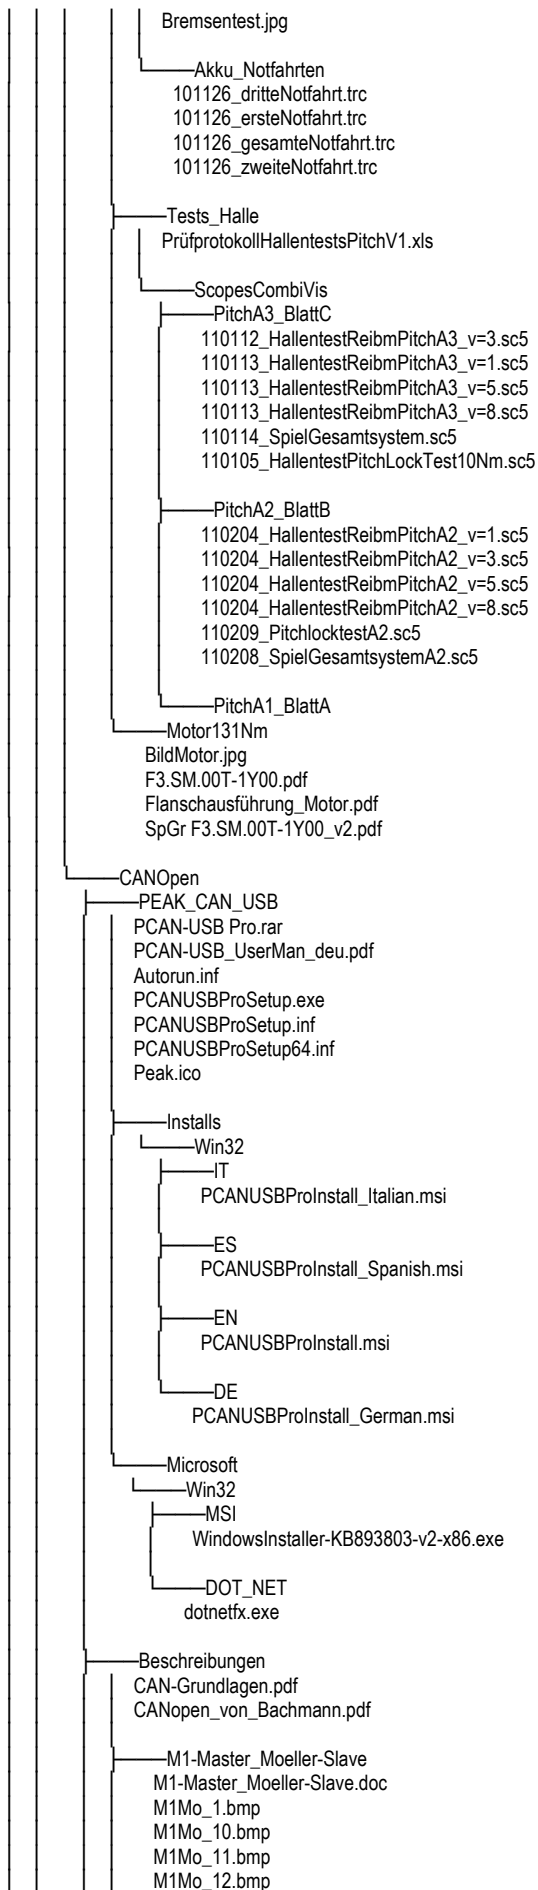 Bremsentest.jpg
Akku_Notfahrten
101126_dritteNotfahrt.trc
101126_ersteNotfahrt.trc
101126_gesamteNotfahrt.trc
101126_zweiteNotfahrt.trc
Tests_Halle
PrüfprotokollHallentestsPitchV1.xls
ScopesCombiVis
PitchA3_BlattC
110112_HallentestReibmPitchA3_v=3.sc5
110113_HallentestReibmPitchA3_v=1.sc5
110113_HallentestReibmPitchA3_v=5.sc5
110113_HallentestReibmPitchA3_v=8.sc5
110114_SpielGesamtsystem.sc5
110105_HallentestPitchLockTest10Nm.sc5
PitchA2_BlattB
110204_HallentestReibmPitchA2_v=1.sc5
110204_HallentestReibmPitchA2_v=3.sc5
110204_HallentestReibmPitchA2_v=5.sc5
110204_HallentestReibmPitchA2_v=8.sc5
110209_PitchlocktestA2.sc5
110208_SpielGesamtsystemA2.sc5
PitchA1_BlattA
Motor131Nm
BildMotor.jpg
F3.SM.00T-1Y00.pdf
Flanschausführung_Motor.pdf
SpGr F3.SM.00T-1Y00_v2.pdf
CANOpen
PEAK_CAN_USB
PCAN-USB Pro.rar
PCAN-USB_UserMan_deu.pdf
Autorun.inf
PCANUSBProSetup.exe
PCANUSBProSetup.inf
PCANUSBProSetup64.inf
Peak.ico
Installs
Win32
IT
PCANUSBProInstall_Italian.msi
ES
PCANUSBProInstall_Spanish.msi
EN
PCANUSBProInstall.msi
DE
PCANUSBProInstall_German.msi
Microsoft
Win32
MSI
WindowsInstaller-KB893803-v2-x86.exe
DOT_NET
dotnetfx.exe
Beschreibungen
CAN-Grundlagen.pdf
CANopen_von_Bachmann.pdf
M1-Master_Moeller-Slave
M1-Master_Moeller-Slave.doc
M1Mo_1.bmp
M1Mo_10.bmp
M1Mo_11.bmp
M1Mo_12.bmp